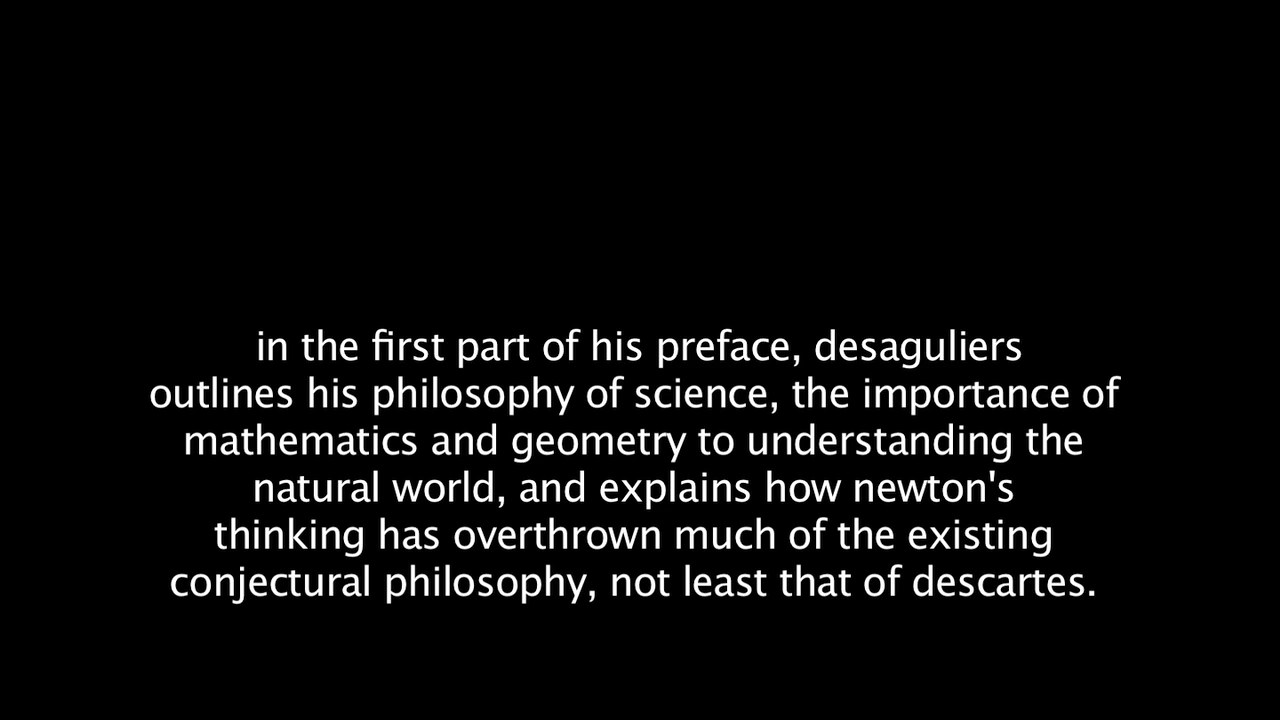 in the first part of his preface, desaguliers
outlines his philosophy of science, the importance of
mathematics and geometry to understanding the
natural world, and explains how newton's
thinking has overthrown much of the existing
conjectural philosophy, not least that of descartes.